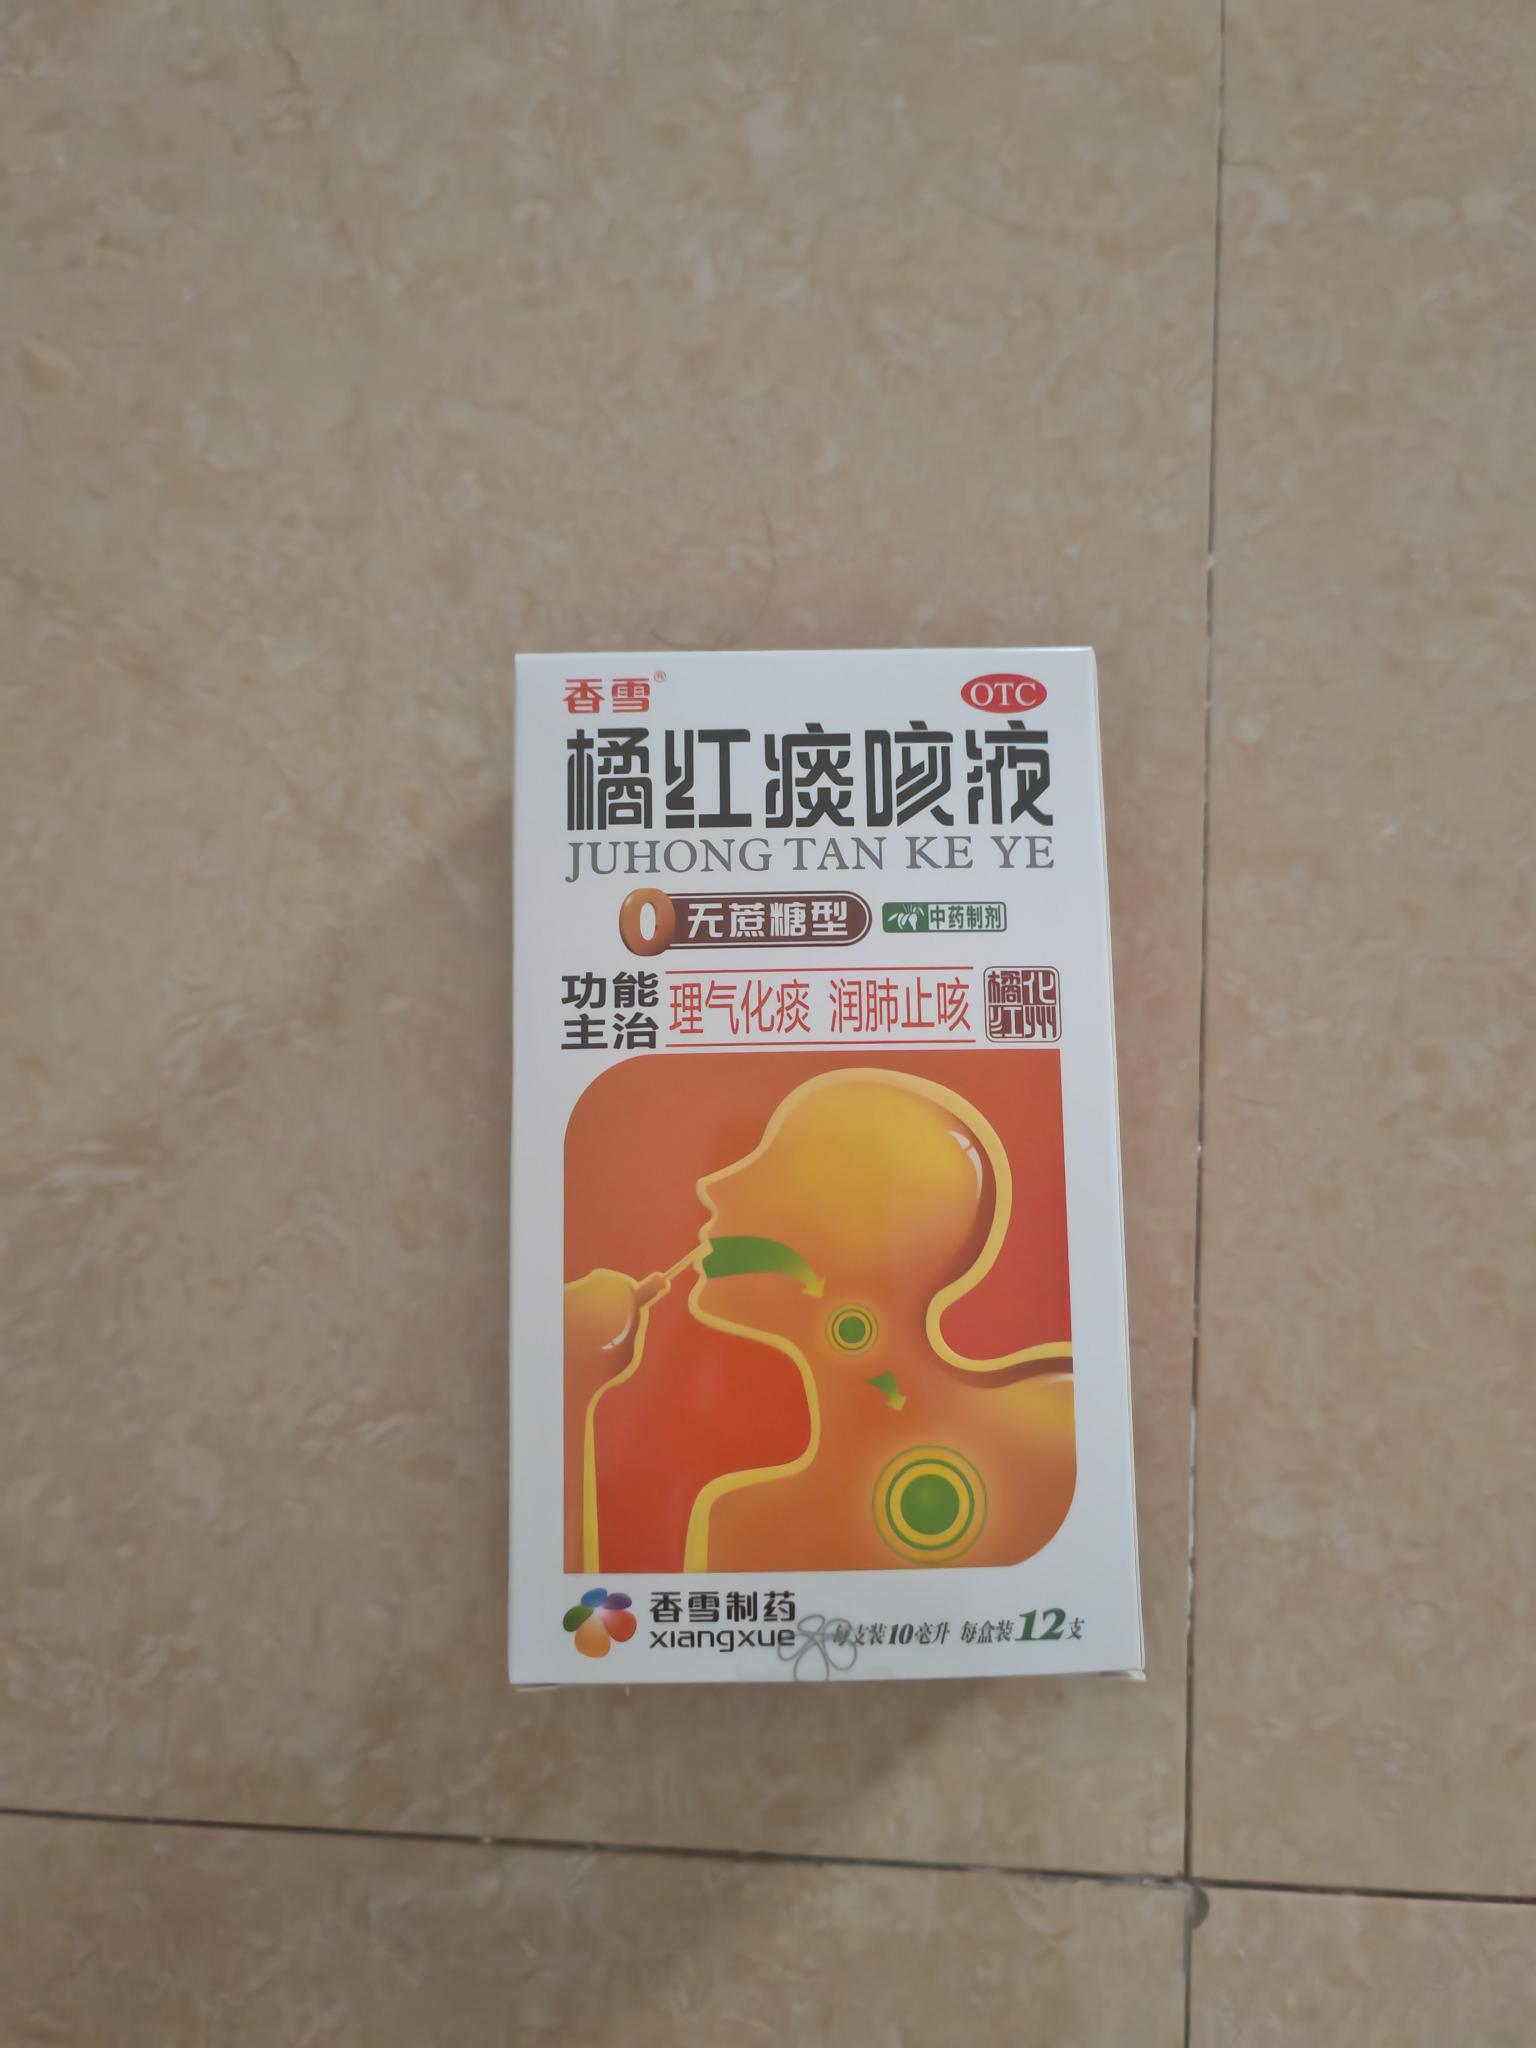 香雪®
OTC
橘红痰咳液
JUHONG TAN KE YE
0 无蔗糖型
中药制剂
功能主治
理气化痰 润肺止咳
化州橘红
香雪制药
xiangxue
每支装10毫升 每盒装12支